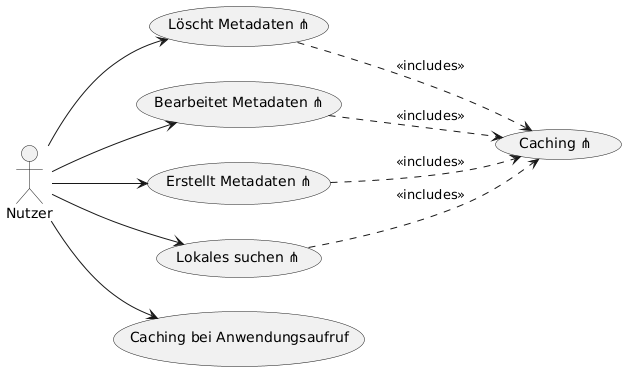 Löscht Metadaten ⋔
«includes»
Bearbeitet Metadaten ⋔
«includes»
Caching ⋔
«includes»
Erstellt Metadaten ⋔
«includes»
Nutzer
Lokales suchen ⋔
Caching bei Anwendungsaufruf